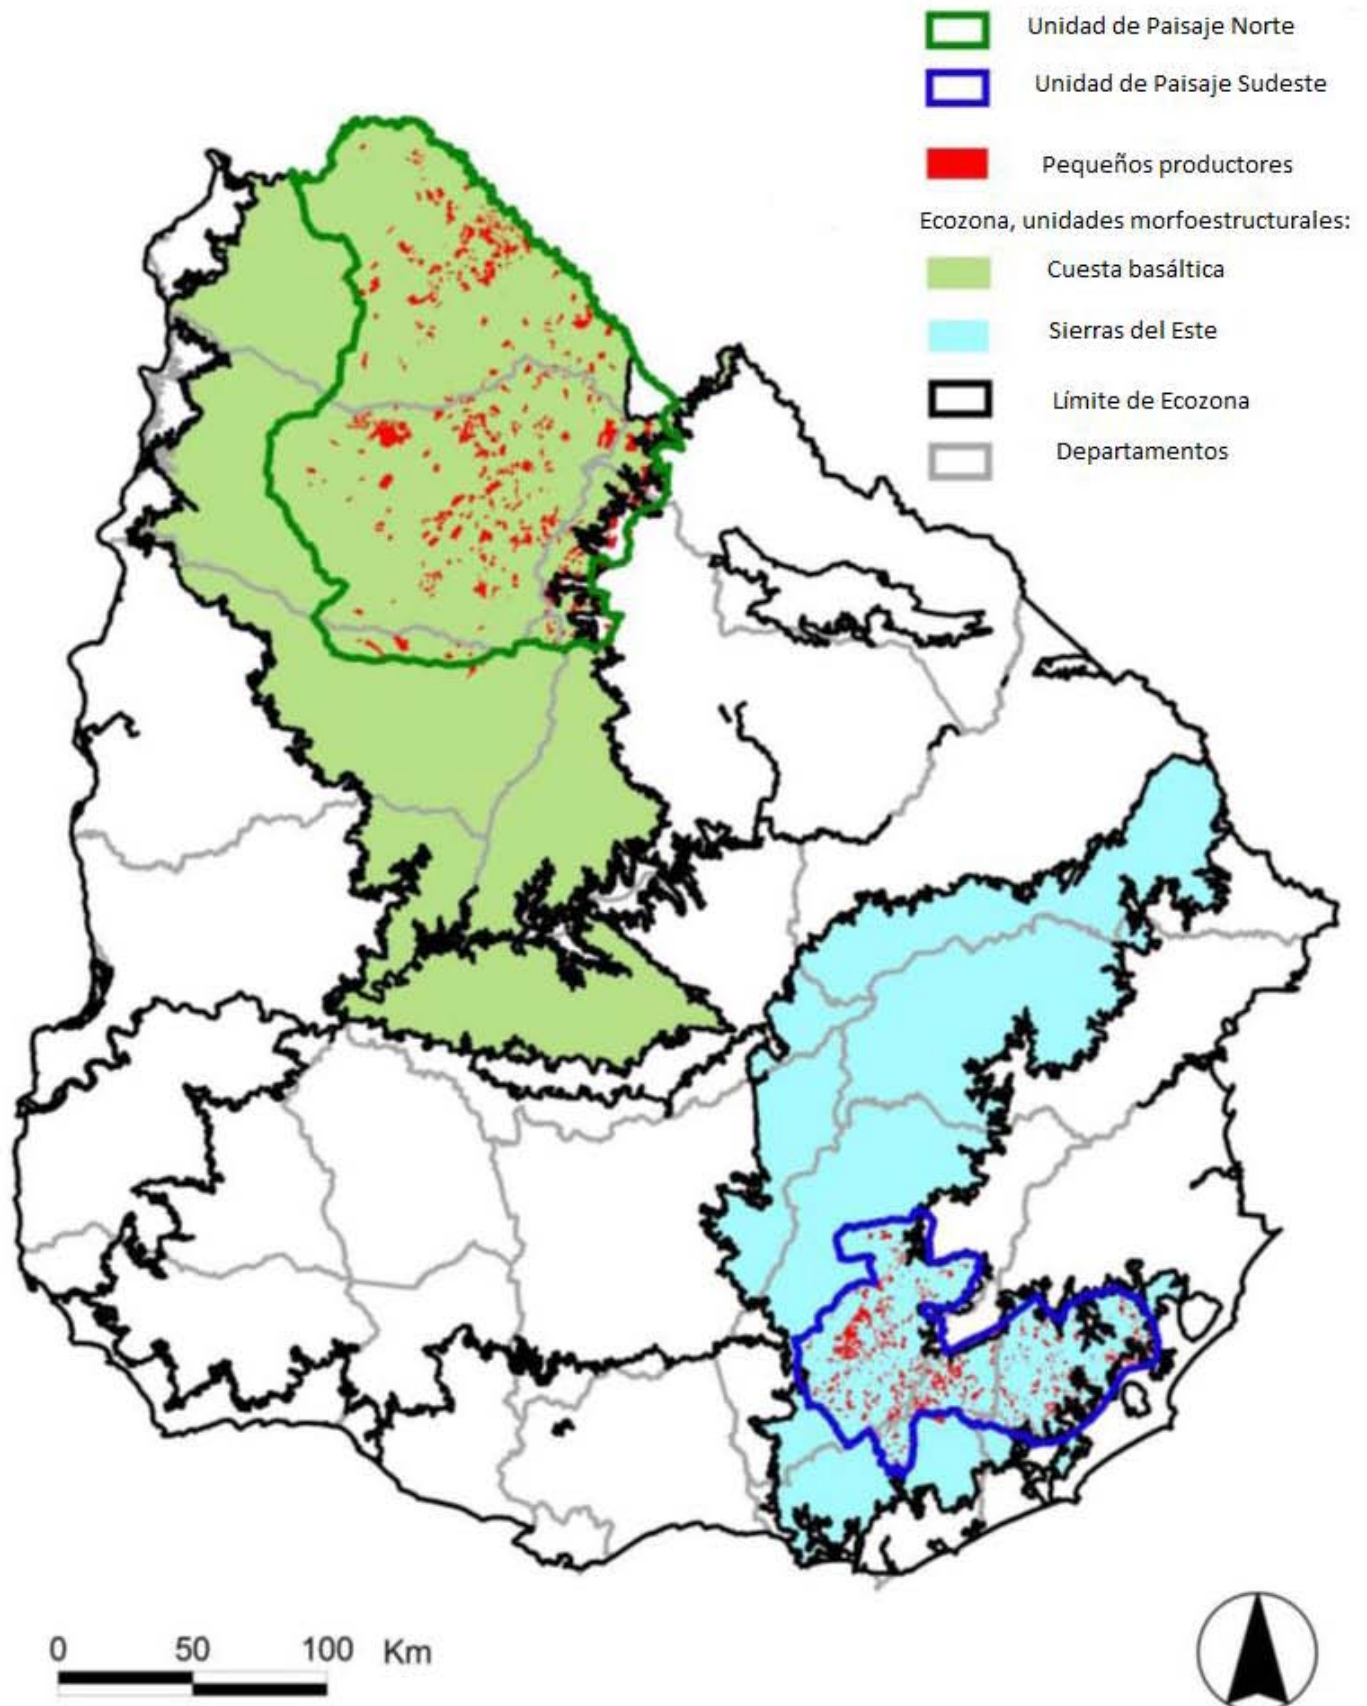 Unidad de Paisaje Norte
Unidad de Paisaje Sudeste
Pequeños productores
Ecozona, unidades morfoestructurales:
Cuesta basáltica
Sierras del Este
Límite de Ecozona
Departamentos
0 50 100 Km